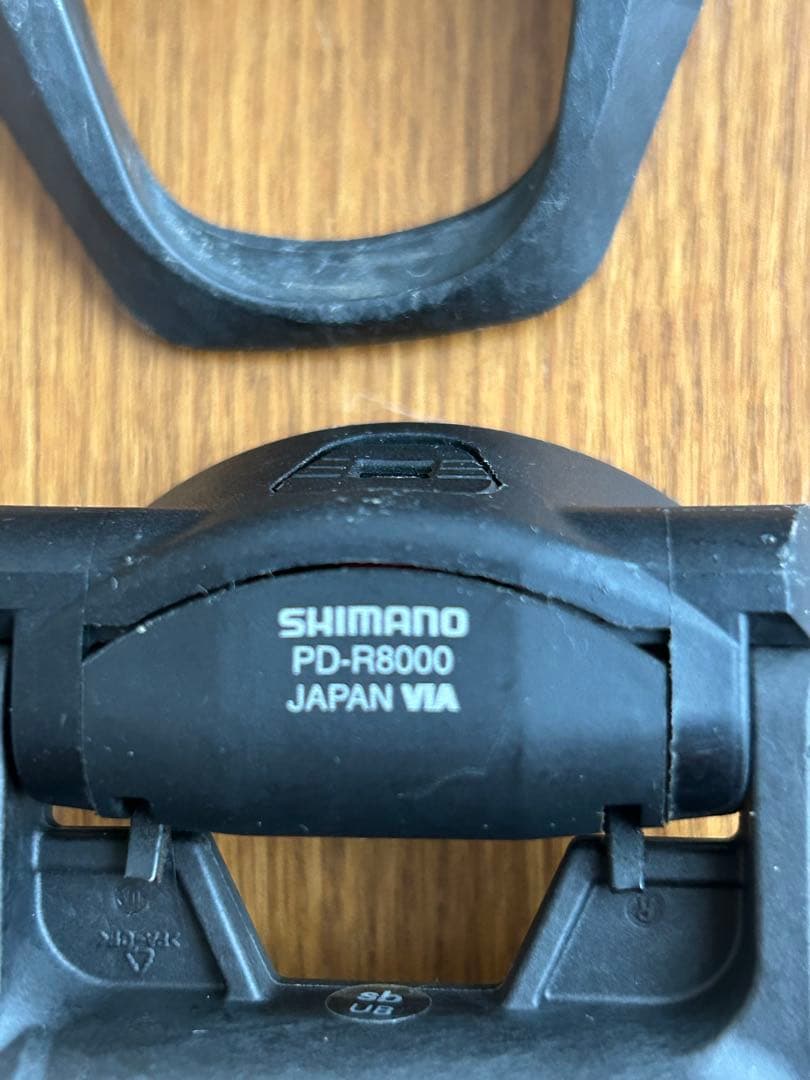 SHIMANO
PD-R8000
JAPAN VIA
R
sb
UB